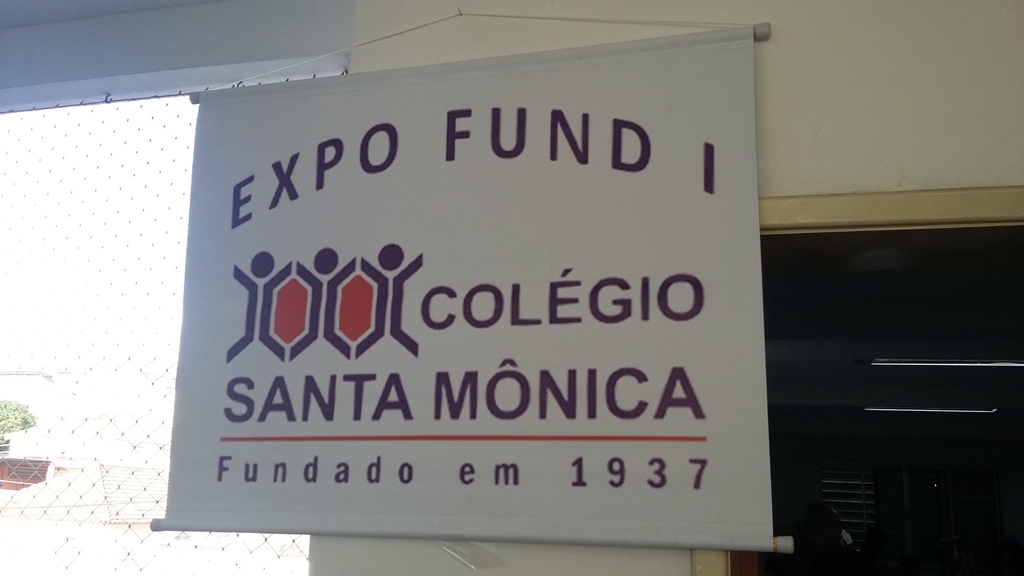 EXPO FUND I
COLÉGIO
SANTA MÔNICA
Fundado em 1937